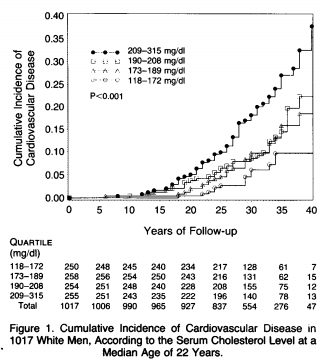 0.40
0.35
0.30
0.25
0.20
0.15
0.10
0.05
0
Cumulative Incidence of
Cardiovascular Disease
209–315 mg/dl
190–208 mg/dl
173–189 mg/dl
118–172 mg/dl
P<0.001
0 5 10 15 20 25 30 35 40
Years of Follow-up
QUARTILE
(mg/dl)
118–172 250 248 245 240 234 217 128 61 7
173–189 258 256 254 250 243 216 131 62 15
190–208 254 251 248 240 228 208 155 75 12
209–315 255 251 243 235 222 196 140 78 13
Total 1017 1006 990 965 927 837 554 276 47
Figure 1. Cumulative Incidence of Cardiovascular Disease in
1017 White Men, According to the Serum Cholesterol Level at a
Median Age of 22 Years.